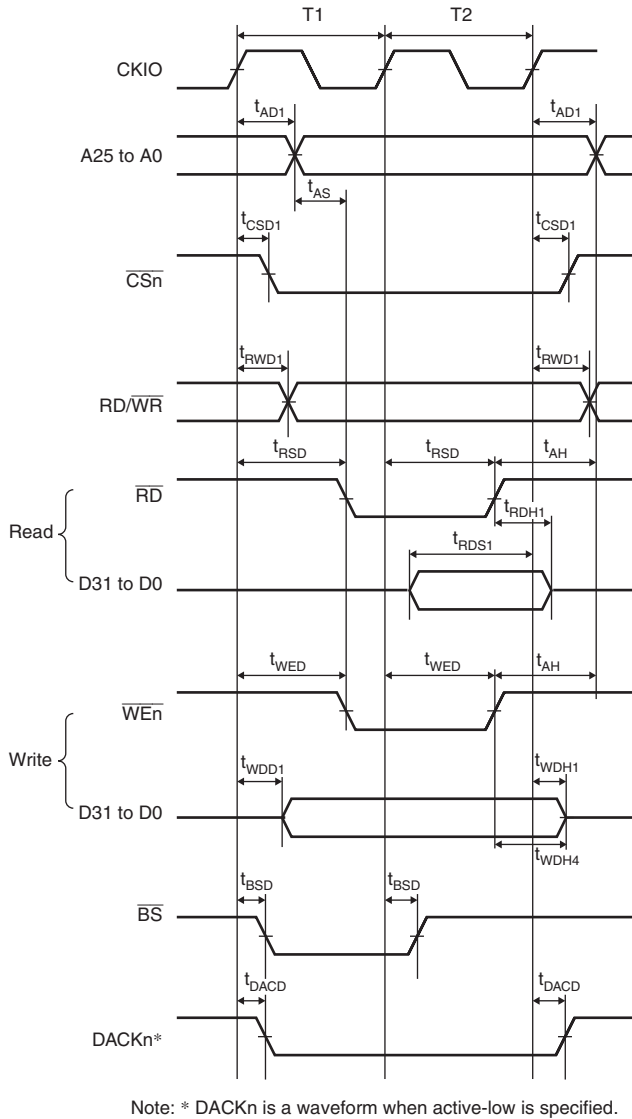 T1 T2
CKIO
tAD1 tAD1
A25 to A0
tAS
tCSD1 tCSD1
CSn
tRWD1 tRWD1
RD/WR
tRSD tRSD tAH
RD
tRDH1
Read
tRDS1
D31 to D0
tWED tWED tAH
WEn
Write
tWDD1 tWDH1
D31 to D0
tWDH4
tBSD tBSD
BS
tDACD tDACD
DACKn*
Note: * DACKn is a waveform when active-low is specified.